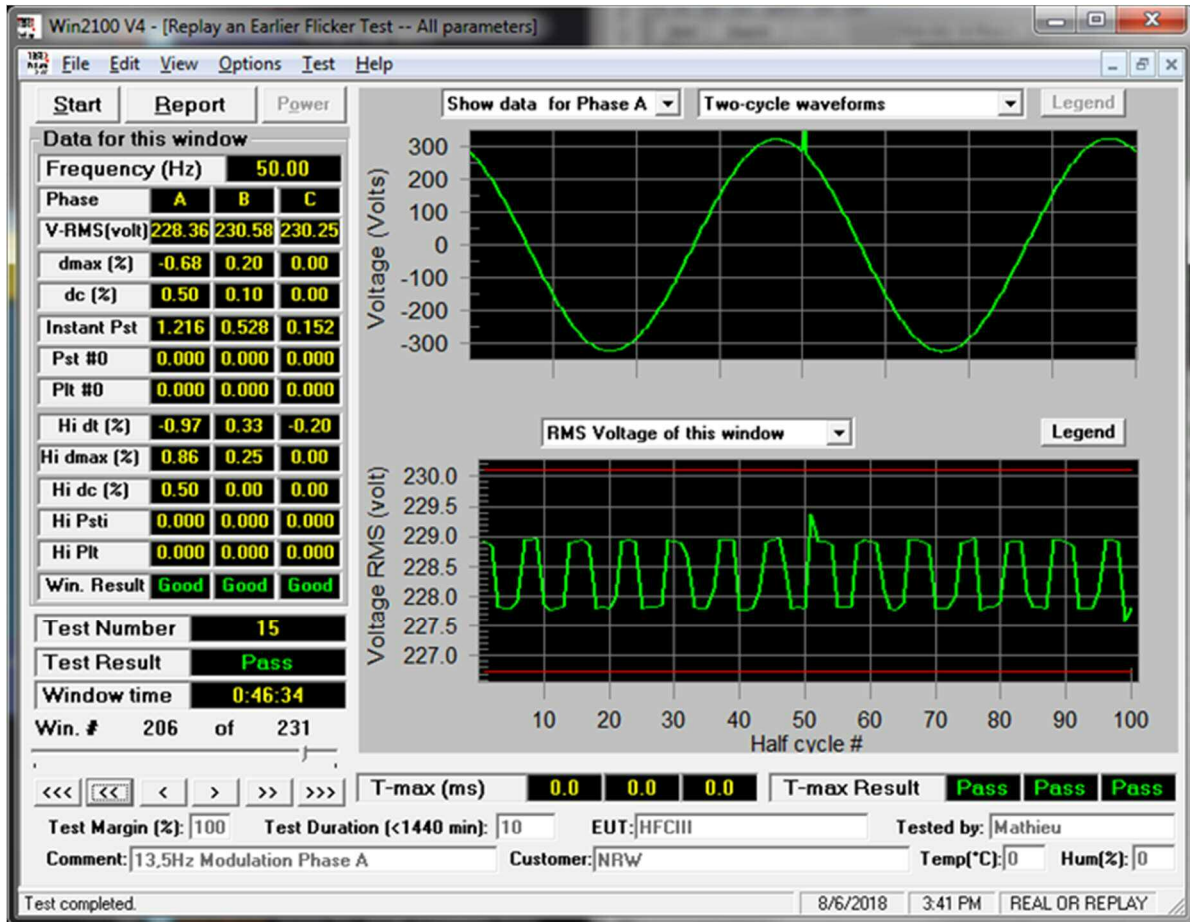 Win2100 V4 - [Replay an Earlier Flicker Test -- All parameters]
File Edit View Options Test Help
Start Report Power
Data for this window
Frequency (Hz) 50.00
Phase A B C
V-RMS(volt) 228.36 230.58 230.25
dmax (%) -0.68 0.20 0.00
dc (%) 0.50 0.10 0.00
Instant Pst 1.216 0.528 0.152
Pst #0 0.000 0.000 0.000
Plt #0 0.000 0.000 0.000
Hi dt (%) -0.97 0.33 -0.20
Hi dmax (%) 0.86 0.25 0.00
Hi dc (%) 0.50 0.00 0.00
Hi Psti 0.000 0.000 0.000
Hi Plt 0.000 0.000 0.000
Win. Result Good Good Good
Test Number 15
Test Result Pass
Window time 0:46:34
Win. # 206 of 231
<<< << < > >> >>>
Show data for Phase A Two-cycle waveforms Legend
Voltage (Volts)
300
200
100
0
-100
-200
-300
RMS Voltage of this window Legend
Voltage RMS (volt)
230.0
229.5
229.0
228.5
228.0
227.5
227.0
10 20 30 40 50 60 70 80 90 100
Half cycle #
T-max (ms) 0.0 0.0 0.0 T-max Result Pass Pass Pass
Test Margin (%): 100 Test Duration (<1440 min): 10 EUT: HFCIII Tested by: Mathieu
Comment: 13,5Hz Modulation Phase A Customer: NRW Temp(°C): 0 Hum(%): 0
Test completed. 8/6/2018 3:41 PM REAL OR REPLAY